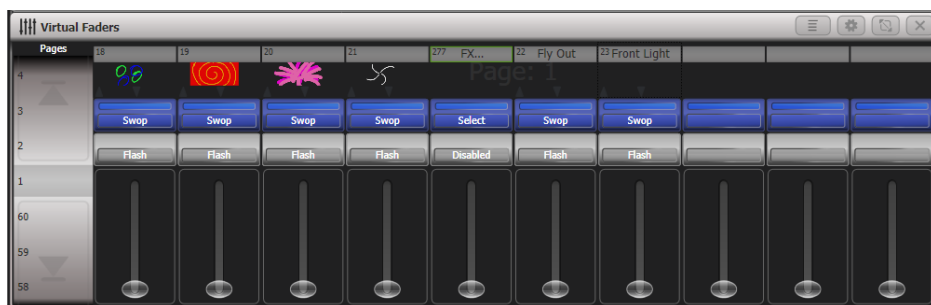 Virtual Faders
Pages
18 19 20 21 277 FX... 22 Fly Out 23 Front Light
Page: 1
4
3
Swop Swop Swop Swop Select Swop Swop
2
Flash Flash Flash Flash Disabled Flash Flash
1
60
59
58